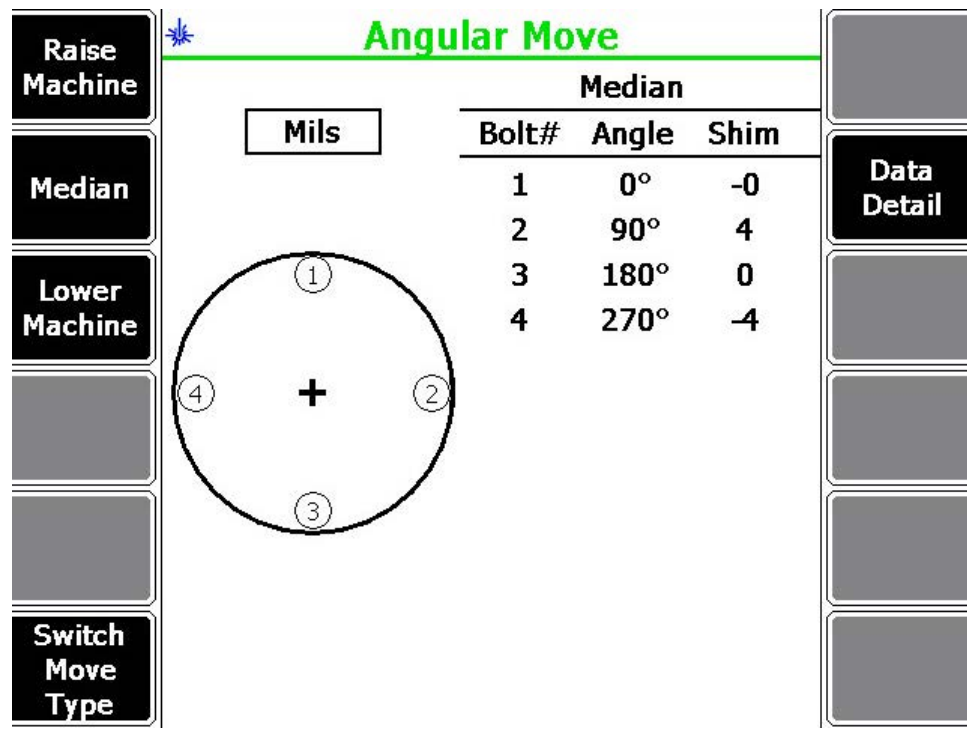 Angular Move
Raise
Machine
Median
Lower
Machine
Switch
Move
Type
Mils
Median
Bolt# Angle Shim
1 0° -0
2 90° 4
3 180° 0
4 270° -4
1
4
2
3
Data
Detail